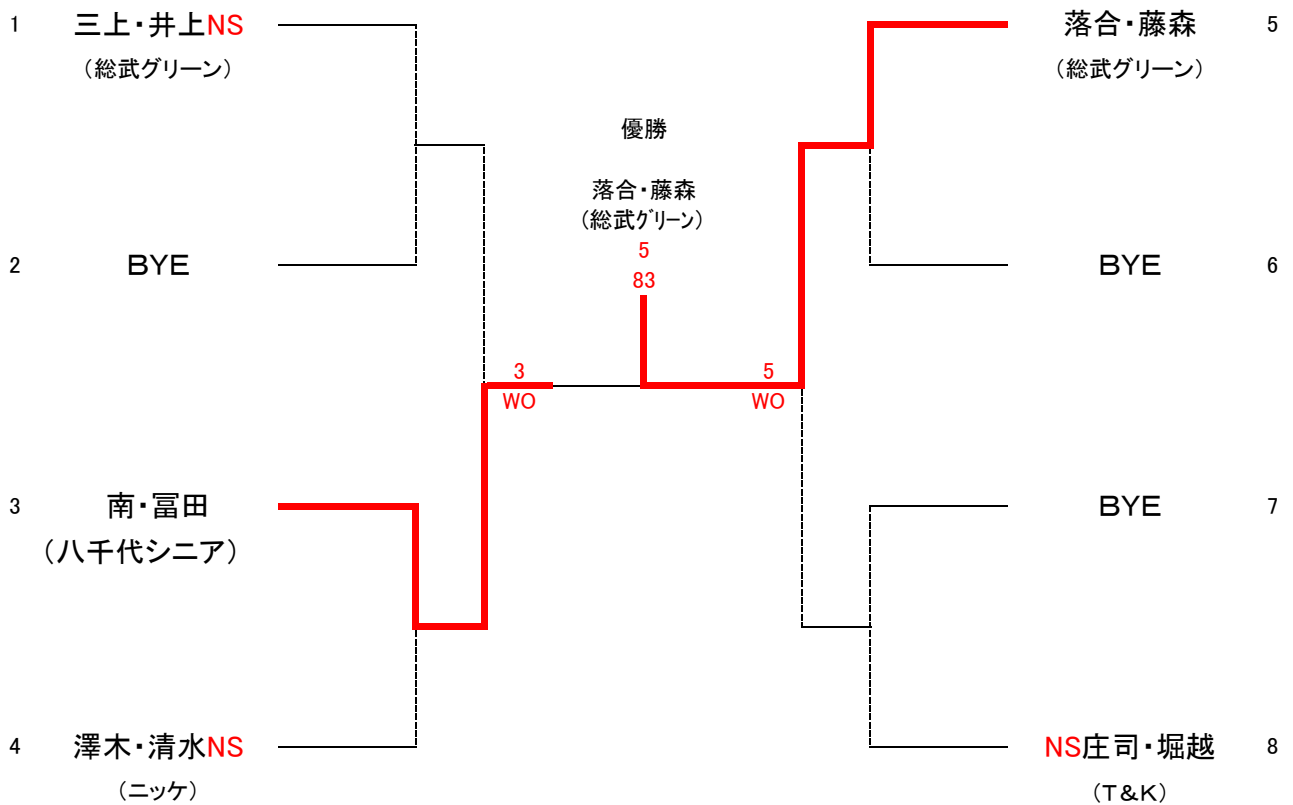 1 三上・井上NS
（総武グリーン）
2 BYE
3 南・冨田
（八千代シニア）
4 澤木・清水NS
（ニッケ）
優勝
落合・藤森
（総武グリーン）
5
83
3
WO
5
WO
落合・藤森 5
（総武グリーン）
BYE 6
BYE 7
NS庄司・堀越 8
（T&K）